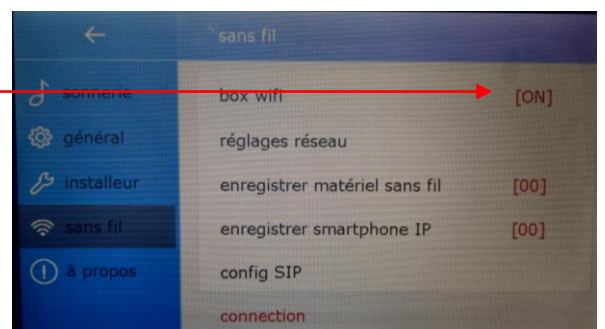 ← sans fil
sonnerie
général
installeur
sans fil
à propos
box wifi [ON]
réglages réseau
enregistrer matériel sans fil [00]
enregistrer smartphone IP [00]
config SIP
connection